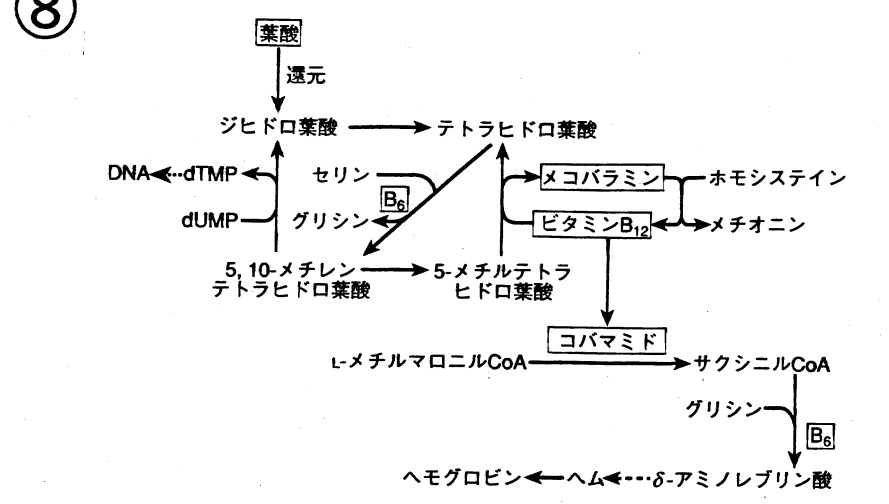 ⑧
葉酸
還元
ジヒドロ葉酸
テトラヒドロ葉酸
DNA
dTMP
セリン
メコバラミン
ホモシステイン
B6
dUMP
グリシン
ビタミンB12
メチオニン
5, 10-メチレン
テトラヒドロ葉酸
5-メチルテトラ
ヒドロ葉酸
コバマミド
L-メチルマロニルCoA
サクシニルCoA
グリシン
B6
ヘモグロビン
ヘム
δ-アミノレブリン酸